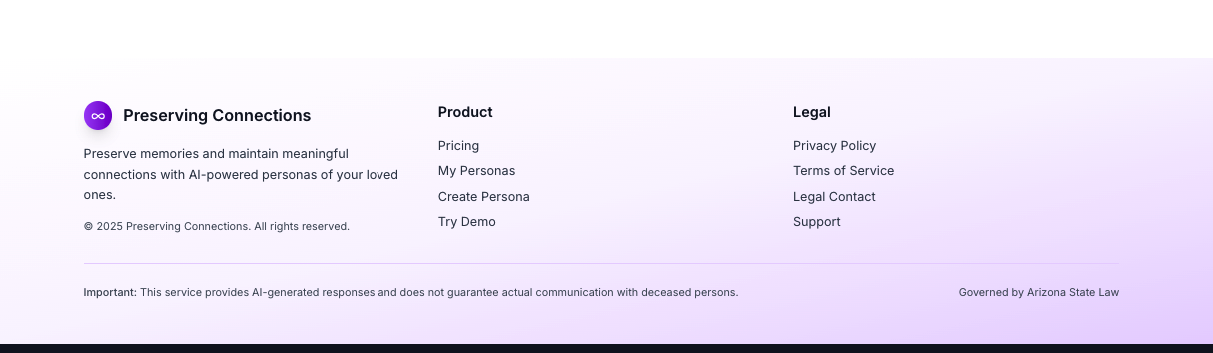 Preserving Connections
Preserve memories and maintain meaningful
connections with AI-powered personas of your loved
ones.
© 2025 Preserving Connections. All rights reserved.
Product
Pricing
My Personas
Create Persona
Try Demo
Legal
Privacy Policy
Terms of Service
Legal Contact
Support
Important: This service provides AI-generated responses and does not guarantee actual communication with deceased persons.
Governed by Arizona State Law